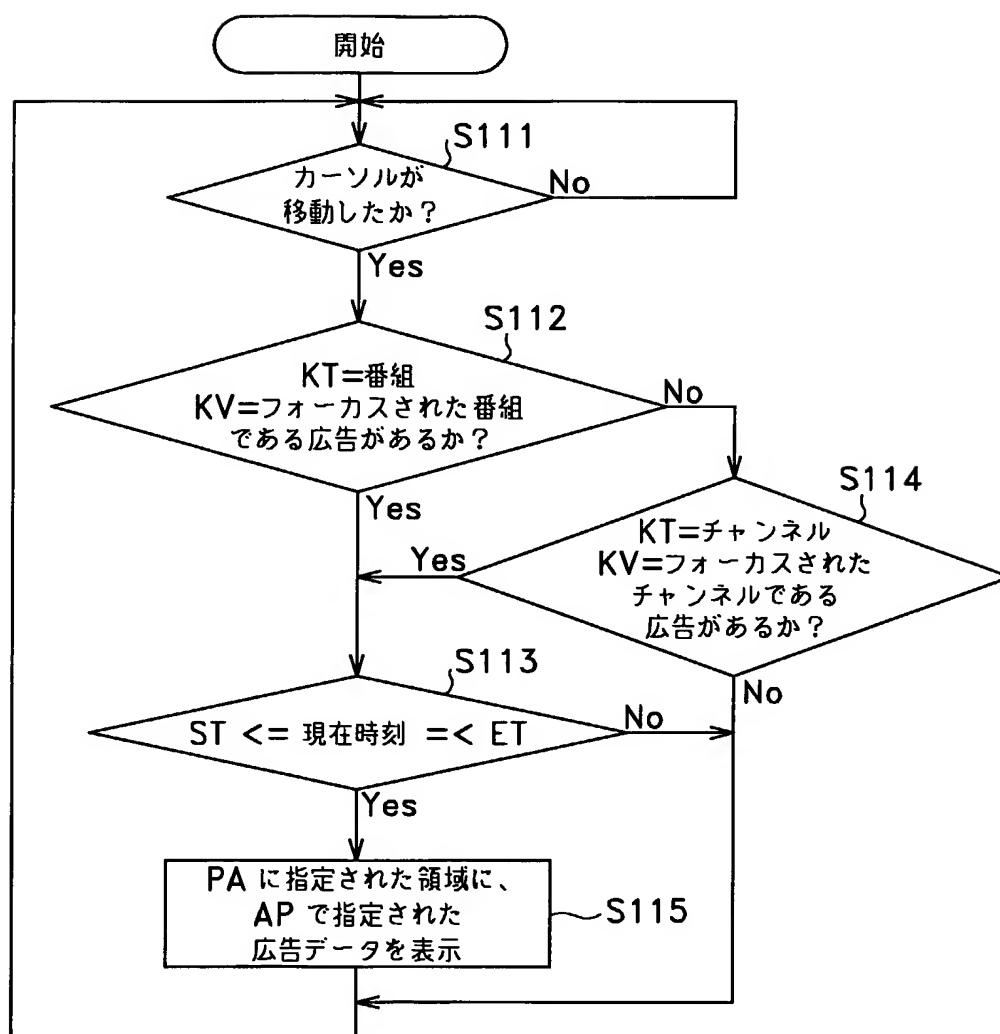 開始
S111
カーソルが
移動したか？
No
Yes
S112
KT=番組
KV=フォーカスされた番組
である広告があるか？
No
Yes
S114
KT=チャンネル
KV=フォーカスされた
チャンネルである
広告があるか？
Yes
No
S113
ST <= 現在時刻 =< ET
No
Yes
PA に指定された領域に、
AP で指定された
広告データを表示
S115